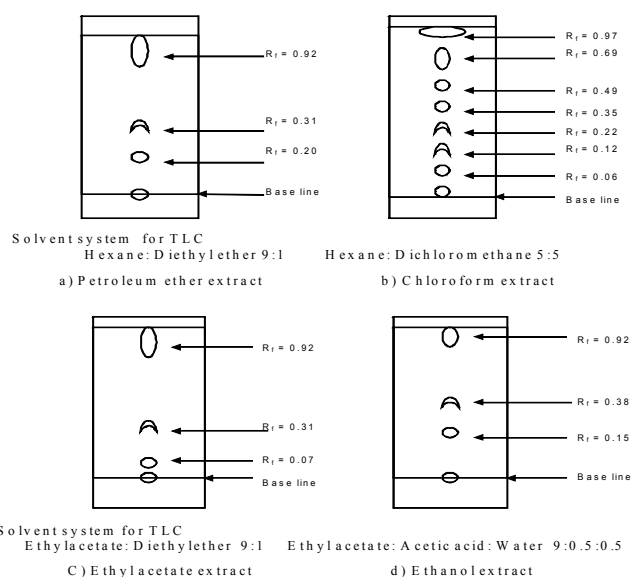 Rf = 0.92
Rf = 0.31
Rf = 0.20
Base line
Solvent system for TLC
Hexane: Diethylether 9:1
a) Petroleum ether extract
Rf = 0.97
Rf = 0.69
Rf = 0.49
Rf = 0.35
Rf = 0.22
Rf = 0.12
Rf = 0.06
Base line
Hexane: Dichloromethane 5:5
b) Chloroform extract
Rf = 0.92
Rf = 0.31
Rf = 0.07
Base line
Solvent system for TLC
Ethylacetate: Diethylether 9:1
C) Ethylacetate extract
Rf = 0.92
Rf = 0.38
Rf = 0.15
Base line
Ethylacetate: Acetic acid: Water 9:0.5:0.5
d) Ethanol extract